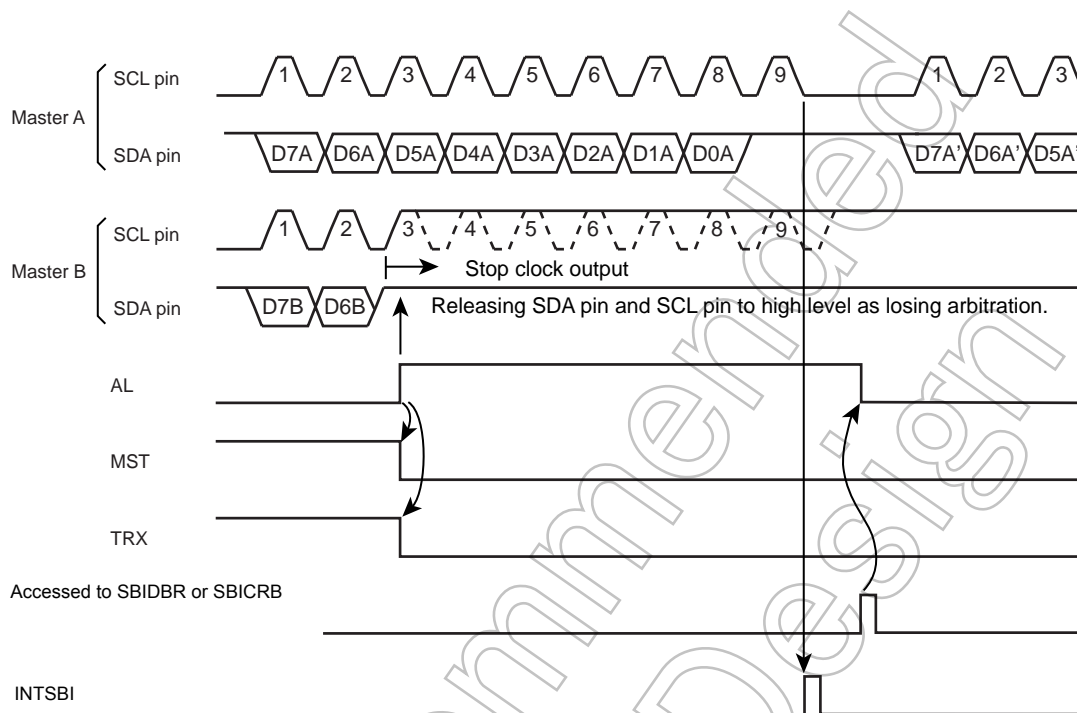 SCL pin 1 2 3 4 5 6 7 8 9 1 2 3
Master A
SDA pin D7A D6A D5A D4A D3A D2A D1A D0A D7A' D6A' D5A'
SCL pin 1 2 3 4 5 6 7 8 9
Master B
Stop clock output
SDA pin D7B D6B Releasing SDA pin and SCL pin to high level as losing arbitration.
AL
MST
TRX
Accessed to SBIDBR or SBICRB
INTSBI